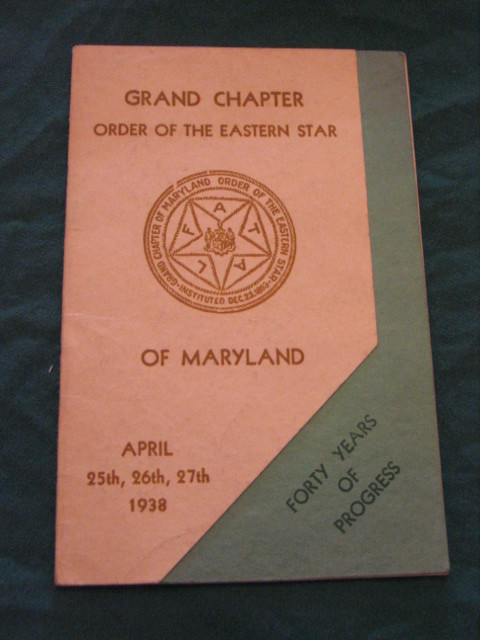 GRAND CHAPTER
ORDER OF THE EASTERN STAR
GRAND CHAPTER OF MARYLAND ORDER OF THE EASTERN STAR
INSTITUTED DEC. 23,
F A T A L
OF MARYLAND
APRIL
25th, 26th, 27th
1938
FORTY YEARS
OF
PROGRESS